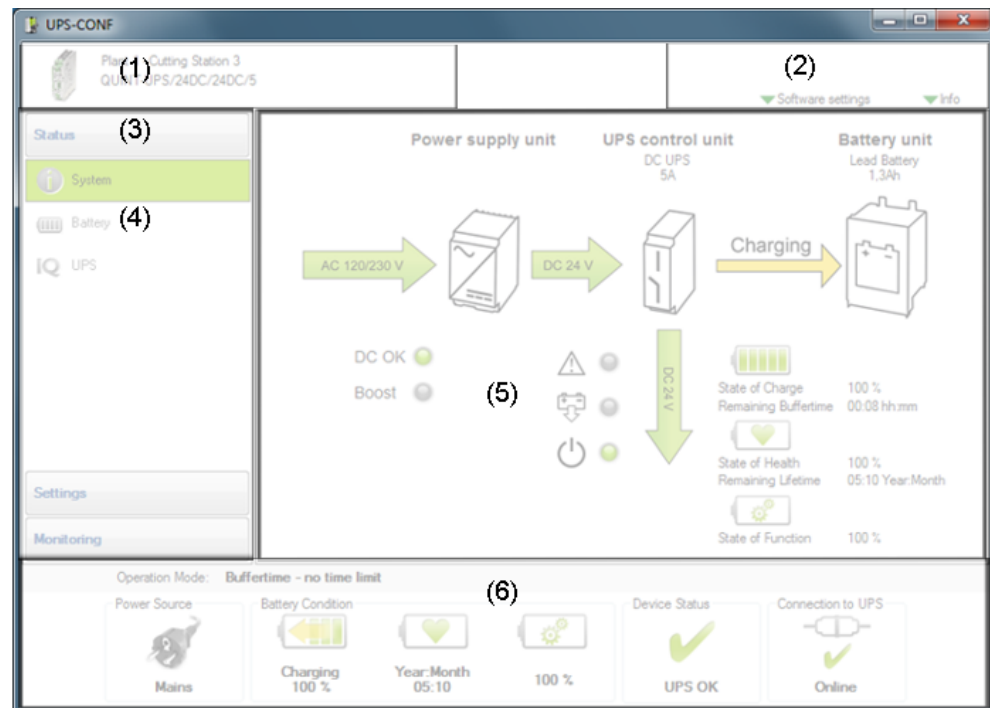 UPS-CONF
Plant Cutting Station 3
(1)
QUINT-UPS/24DC/24DC/5
(2)
Software settings
Info
Status
(3)
System
Battery
(4)
IQ UPS
Power supply unit
UPS control unit
DC UPS
5A
Battery unit
Lead Battery
1,3Ah
AC 120/230 V
DC 24 V
Charging
DC OK
Boost
(5)
DC 24 V
State of Charge 100 %
Remaining Buffertime 00:08 hh:mm
State of Health 100 %
Remaining Lifetime 05:10 Year:Month
State of Function 100 %
Settings
Monitoring
Operation Mode: Buffertime - no time limit
(6)
Power Source
Mains
Battery Condition
Charging
100 %
Year:Month
05:10
100 %
Device Status
UPS OK
Connection to UPS
Online